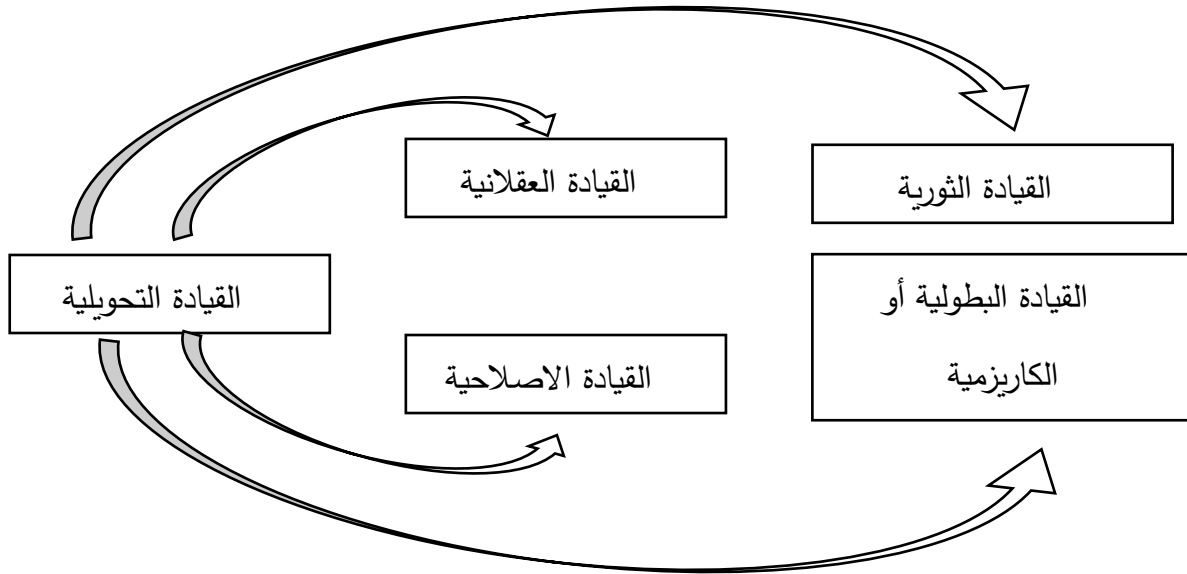 القيادة الثورية
القيادة العقلانية
القيادة البطولية أو
الكاريزمية
القيادة التحويلية
القيادة الاصلاحية